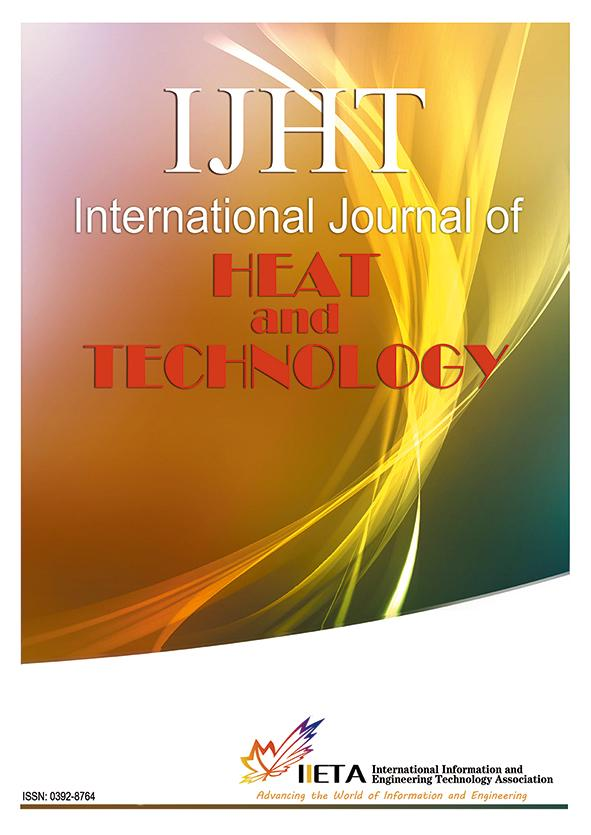 IJHT
International Journal of
HEAT
and
TECHNOLOGY
IIETA
International Information and
Engineering Technology Association
Advancing the World of Information and Engineering
ISSN: 0392-8764